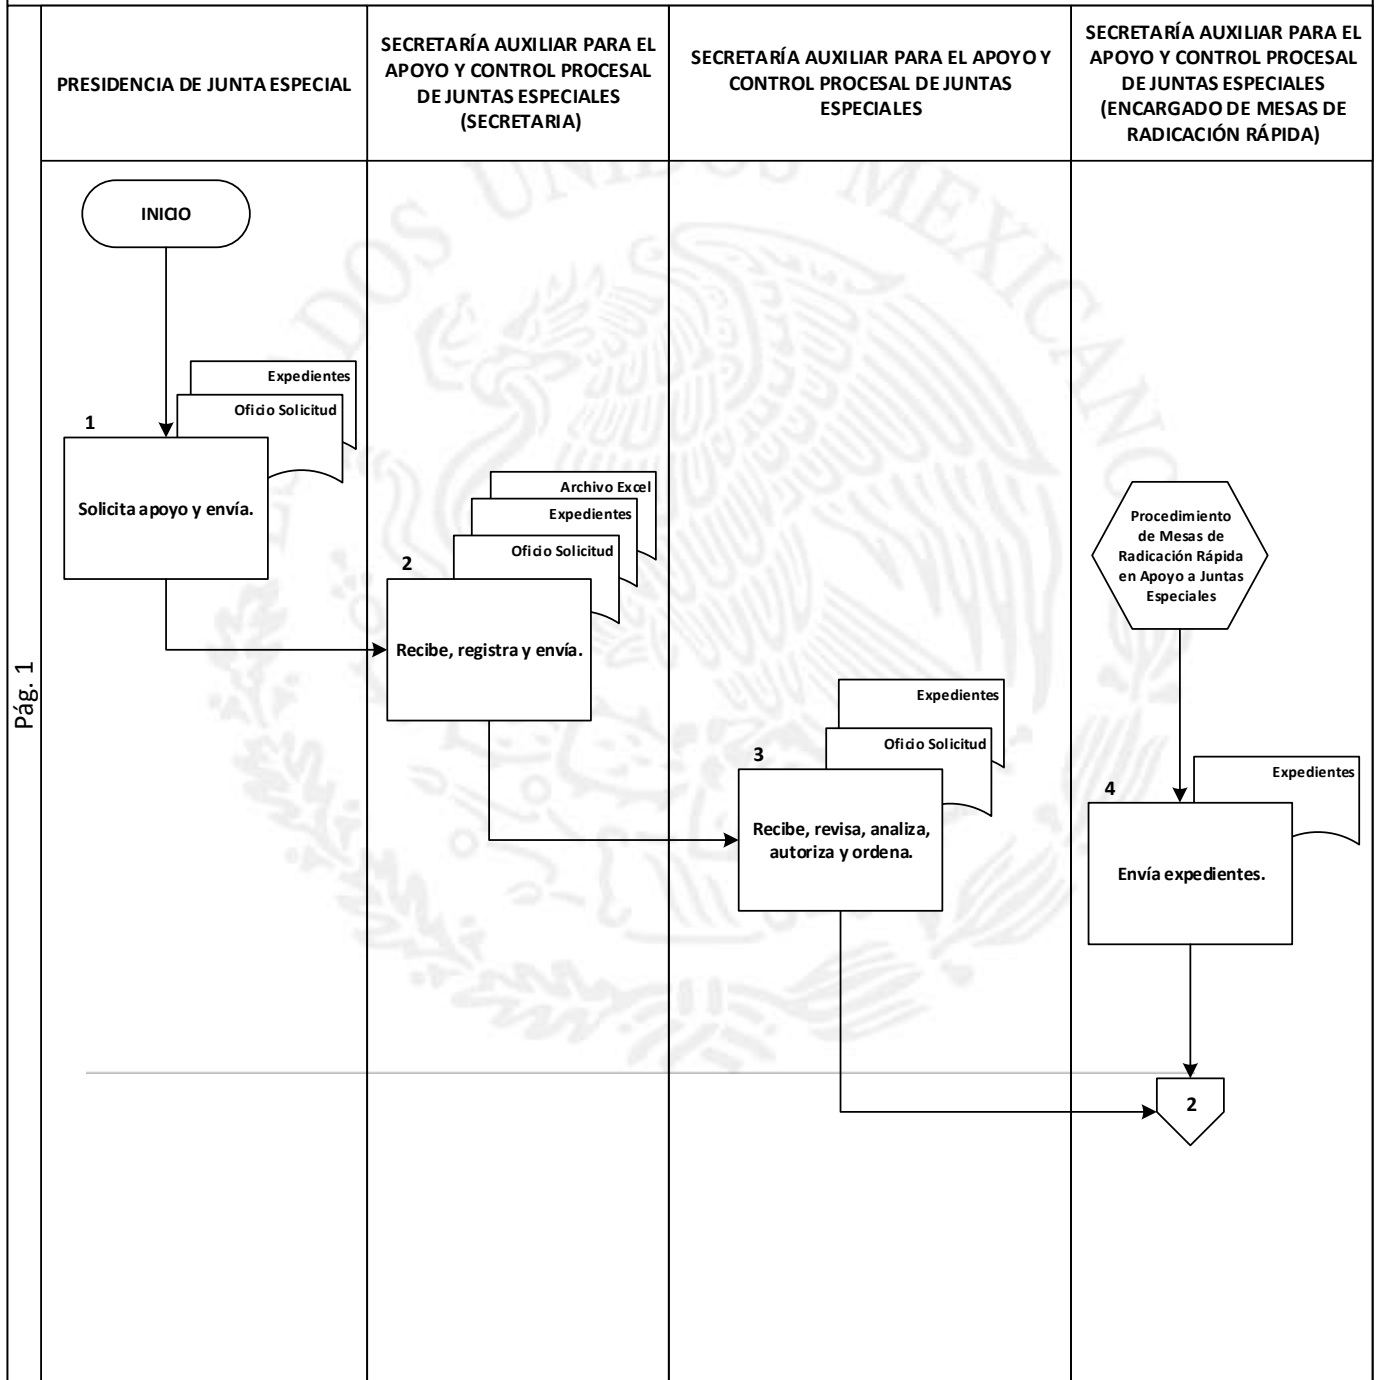 PRESIDENCIA DE JUNTA ESPECIAL
SECRETARÍA AUXILIAR PARA EL
APOYO Y CONTROL PROCESAL
DE JUNTAS ESPECIALES
(SECRETARIA)
SECRETARÍA AUXILIAR PARA EL APOYO Y
CONTROL PROCESAL DE JUNTAS
ESPECIALES
SECRETARÍA AUXILIAR PARA EL
APOYO Y CONTROL PROCESAL
DE JUNTAS ESPECIALES
(ENCARGADO DE MESAS DE
RADICACIÓN RÁPIDA)
Pág. 1
INICIO
Expedientes
Oficio Solicitud
1
Solicita apoyo y envía.
Archivo Excel
Expedientes
Oficio Solicitud
2
Recibe, registra y envía.
Expedientes
Oficio Solicitud
3
Recibe, revisa, analiza,
autoriza y ordena.
Procedimiento
de Mesas de
Radicación Rápida
en Apoyo a Juntas
Especiales
Expedientes
4
Envía expedientes.
2
UNIDOS MEXICANO